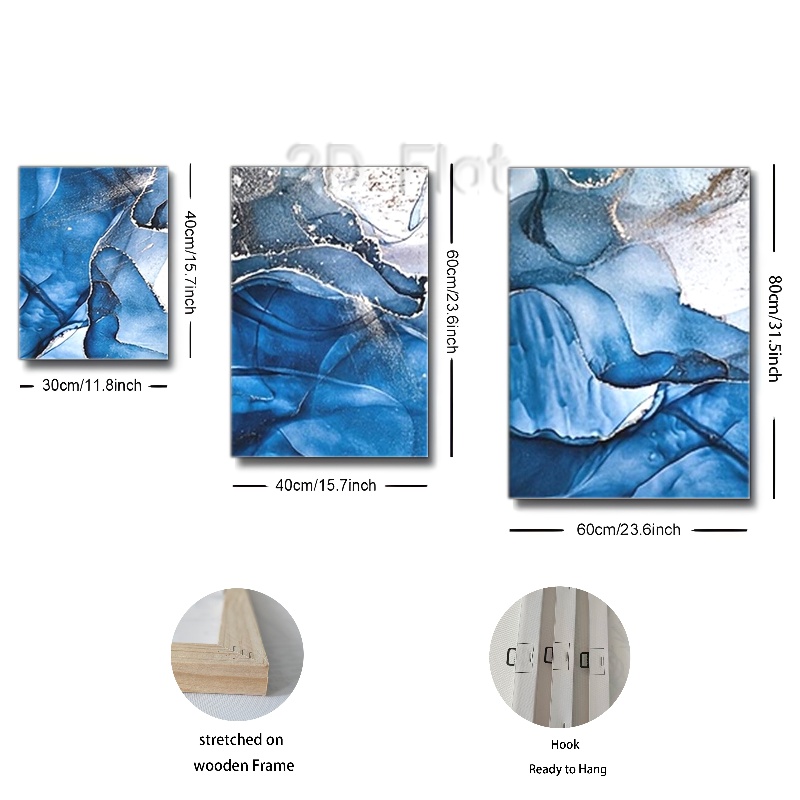 2D Flat
40cm/15.7inch
30cm/11.8inch
60cm/23.6inch
40cm/15.7inch
80cm/31.5inch
60cm/23.6inch
stretched on
wooden Frame
Hook
Ready to Hang